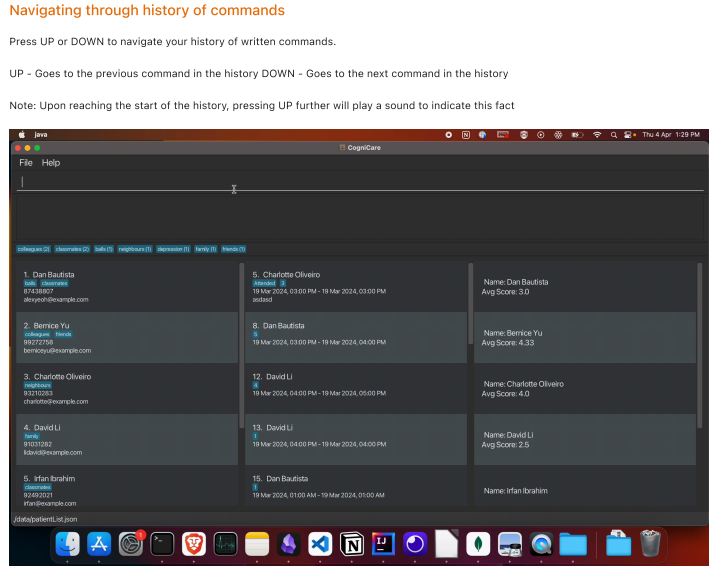 Navigating through history of commands
Press UP or DOWN to navigate your history of written commands.
UP - Goes to the previous command in the history DOWN - Goes to the next command in the history
Note: Upon reaching the start of the history, pressing UP further will play a sound to indicate this fact
java
Thu 4 Apr 1:29 PM
CogniCare
File Help
colleagues (2) classmates (2) balls (1) neighbours (1) depression (1) family (1) friends (1)
1. Dan Bautista
balls classmates
87438807
alexyeoh@example.com
2. Bernice Yu
colleagues friends
99272758
berniceyu@example.com
3. Charlotte Oliveiro
neighbours
93210283
charlotte@example.com
4. David Li
family
91031282
lidavid@example.com
5. Irfan Ibrahim
classmates
92492021
irfan@example.com
5. Charlotte Oliveiro
Attended 3
19 Mar 2024, 03:00 PM - 19 Mar 2024, 03:00 PM
asdasd
8. Dan Bautista
5
19 Mar 2024, 03:00 PM - 19 Mar 2024, 04:00 PM
12. David Li
4
19 Mar 2024, 04:00 PM - 19 Mar 2024, 05:00 PM
13. David Li
1
19 Mar 2024, 04:00 PM - 19 Mar 2024, 04:00 PM
15. Dan Bautista
1
19 Mar 2024, 01:00 AM - 19 Mar 2024, 01:00 AM
Name: Dan Bautista
Avg Score: 3.0
Name: Bernice Yu
Avg Score: 4.33
Name: Charlotte Oliveiro
Avg Score: 4.0
Name: David Li
Avg Score: 2.5
Name: Irfan Ibrahim
/data/patientList.json
1
IJ